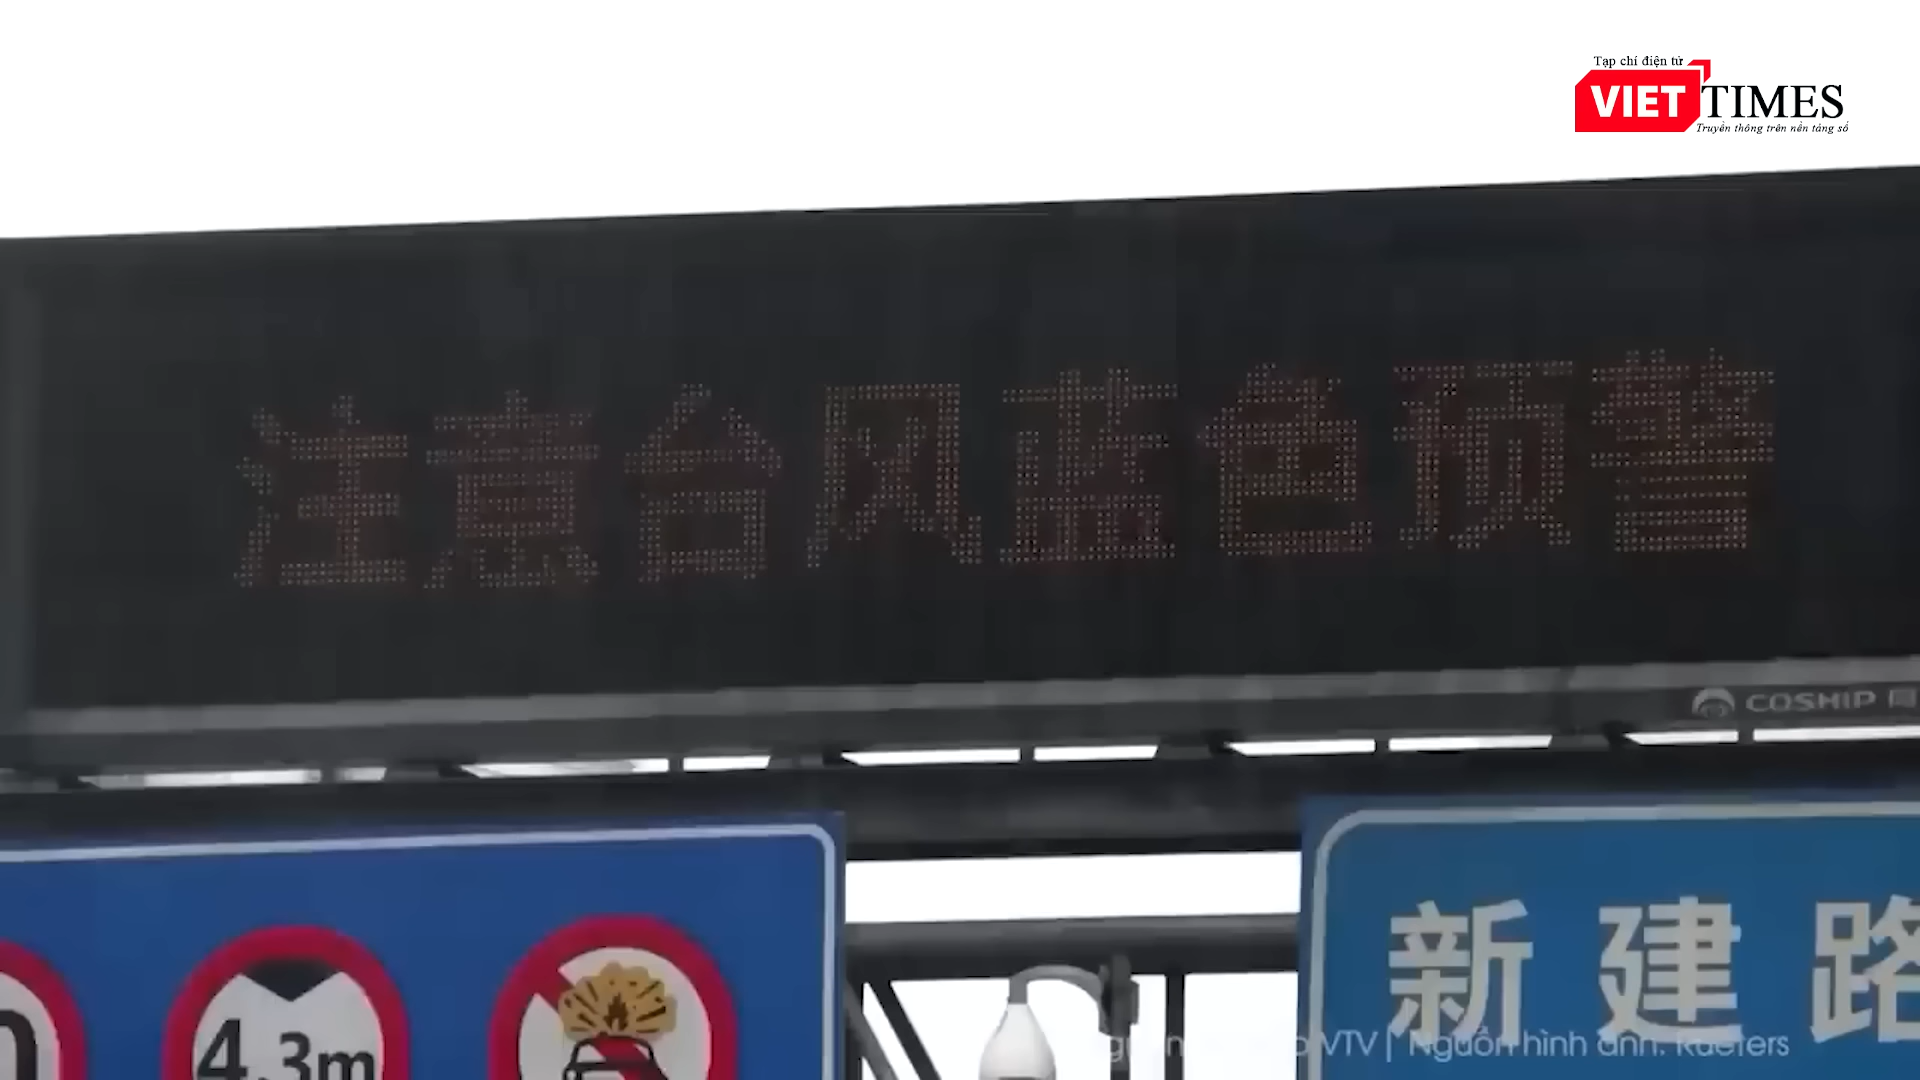 Tạp chí điện tử
VIETTIMES
Truyền thông trên nền tảng số
注意台风蓝色预警
COSHIP
4.3m
新建路
VTV | Nguồn hình ảnh: Rueters